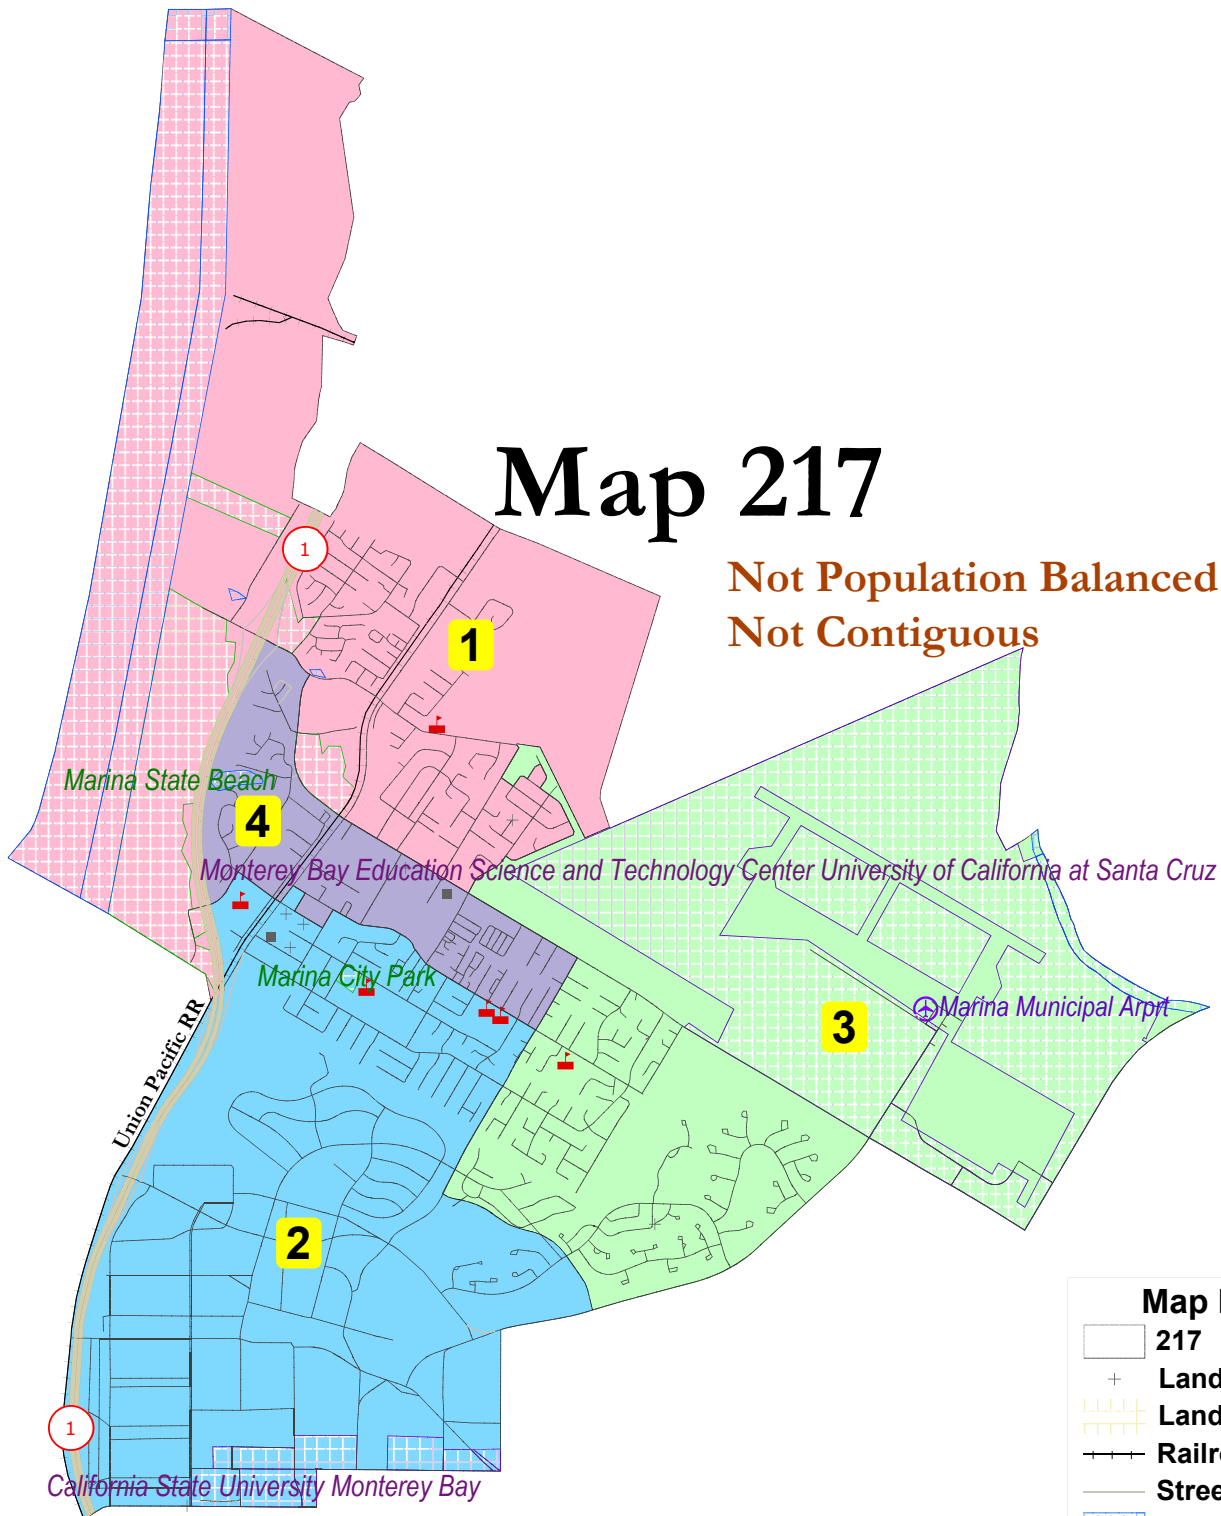 Map 217
Not Population Balanced
Not Contiguous
1
1
Marina State Beach
4
Monterey Bay Education Science and Technology Center University of California at Santa Cruz
Marina City Park
Marina Municipal Arprt
3
Union Pacific RR
2
Map
217
Land
Land
Railr
Stree
1
California State University Monterey Bay